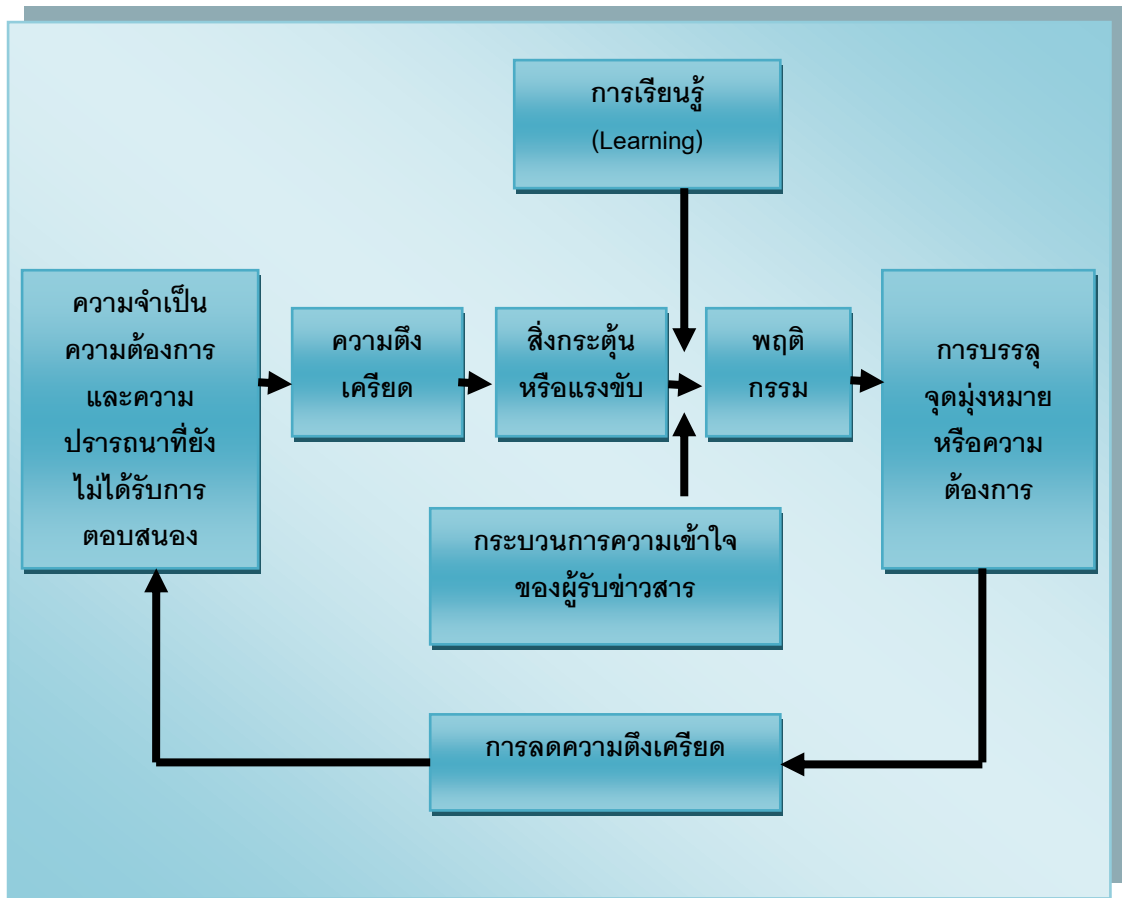 การเรียนรู้
(Learning)
ความจำเป็น
ความต้องการ
และความ
ปรารถนาที่ยัง
ไม่ได้รับการ
ตอบสนอง
ความตึง
เครียด
สิ่งกระตุ้น
หรือแรงขับ
พฤติ
กรรม
การบรรลุ
จุดมุ่งหมาย
หรือความ
ต้องการ
กระบวนการความเข้าใจ
ของผู้รับข่าวสาร
การลดความตึงเครียด